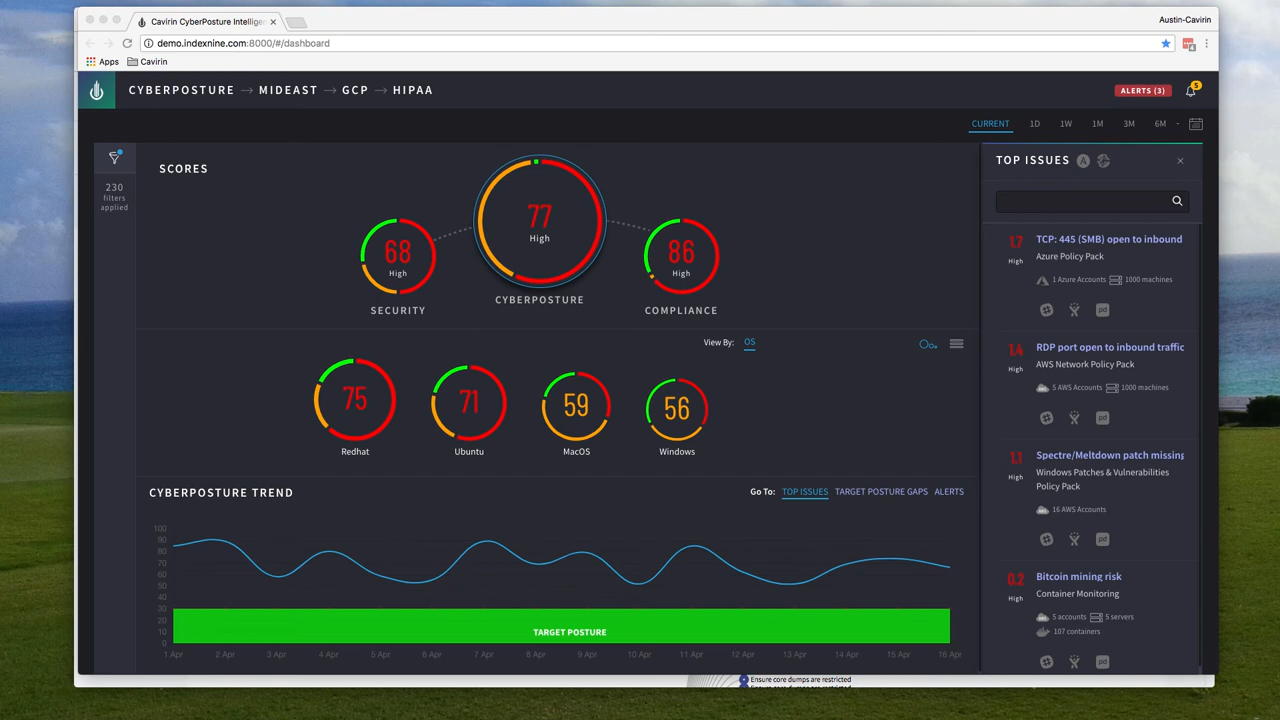 Cavirin CyberPosture Intelligen
Austin-Cavirin
demo.indexnine.com:8000/#/dashboard
Apps Cavirin
CYBERPOSTURE → MIDEAST → GCP → HIPAA
ALERTS (3)
5
CURRENT 1D 1W 1M 3M 6M
230
filters
applied
SCORES
77
High
CYBERPOSTURE
68
High
SECURITY
86
High
COMPLIANCE
View By: OS
75
Redhat
71
Ubuntu
59
MacOS
56
Windows
CYBERPOSTURE TREND
Go To: TOP ISSUES TARGET POSTURE GAPS ALERTS
100
90
80
70
60
50
40
30
20
10
0
TARGET POSTURE
1 Apr 2 Apr 3 Apr 4 Apr 5 Apr 6 Apr 7 Apr 8 Apr 9 Apr 10 Apr 11 Apr 12 Apr 13 Apr 14 Apr 15 Apr 16 Apr
TOP ISSUES A
1.7
High
TCP: 445 (SMB) open to inbound
Azure Policy Pack
1 Azure Accounts 1000 machines
pd
1.4
High
RDP port open to inbound traffic
AWS Network Policy Pack
5 AWS Accounts 1000 machines
pd
1.1
High
Spectre/Meltdown patch missing
Windows Patches & Vulnerabilities
Policy Pack
16 AWS Accounts
pd
0.2
High
Bitcoin mining risk
Container Monitoring
5 accounts 5 servers
107 containers
pd
Ensure core dumps are restricted